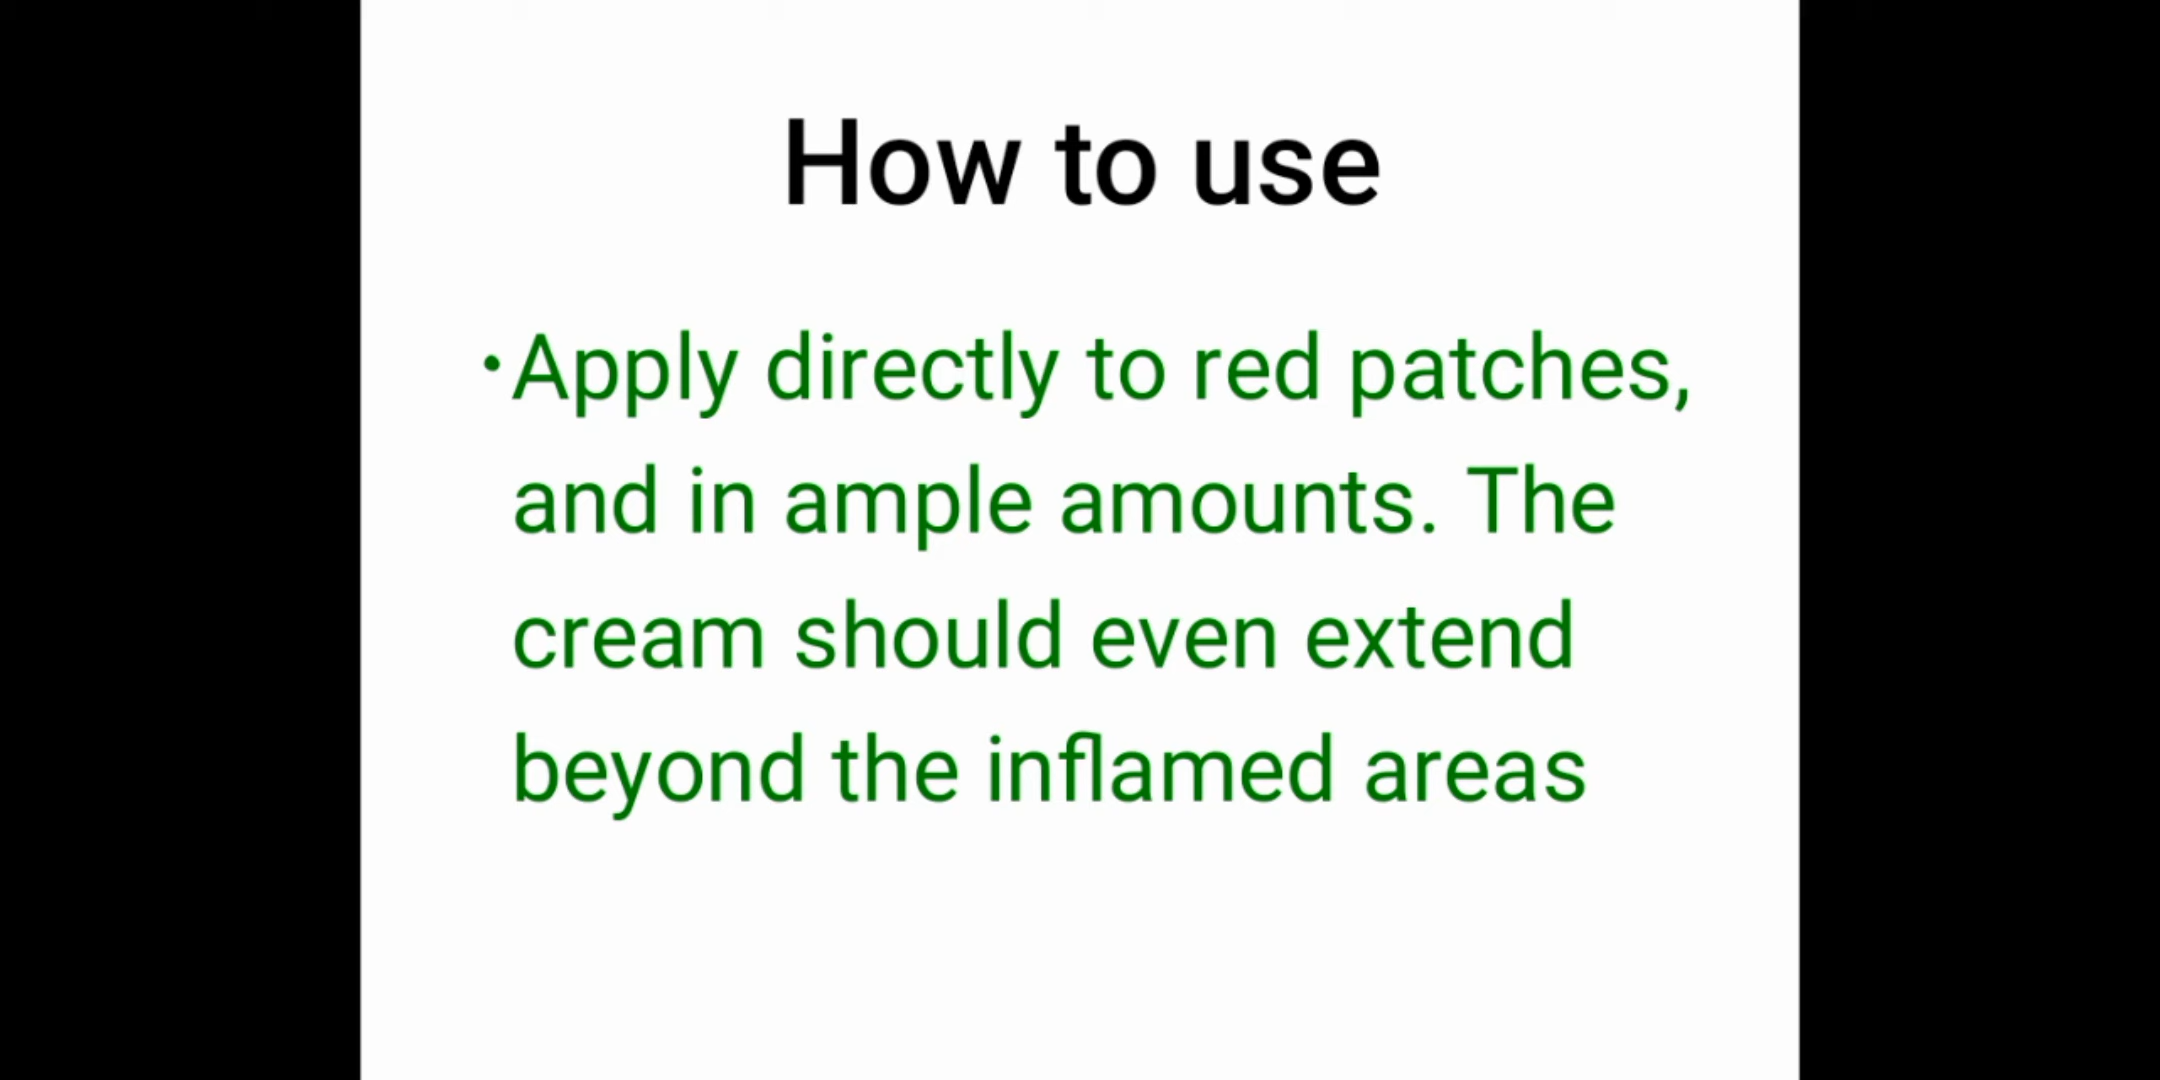 How to use
•Apply directly to red patches,
and in ample amounts. The
cream should even extend
beyond the inflamed areas